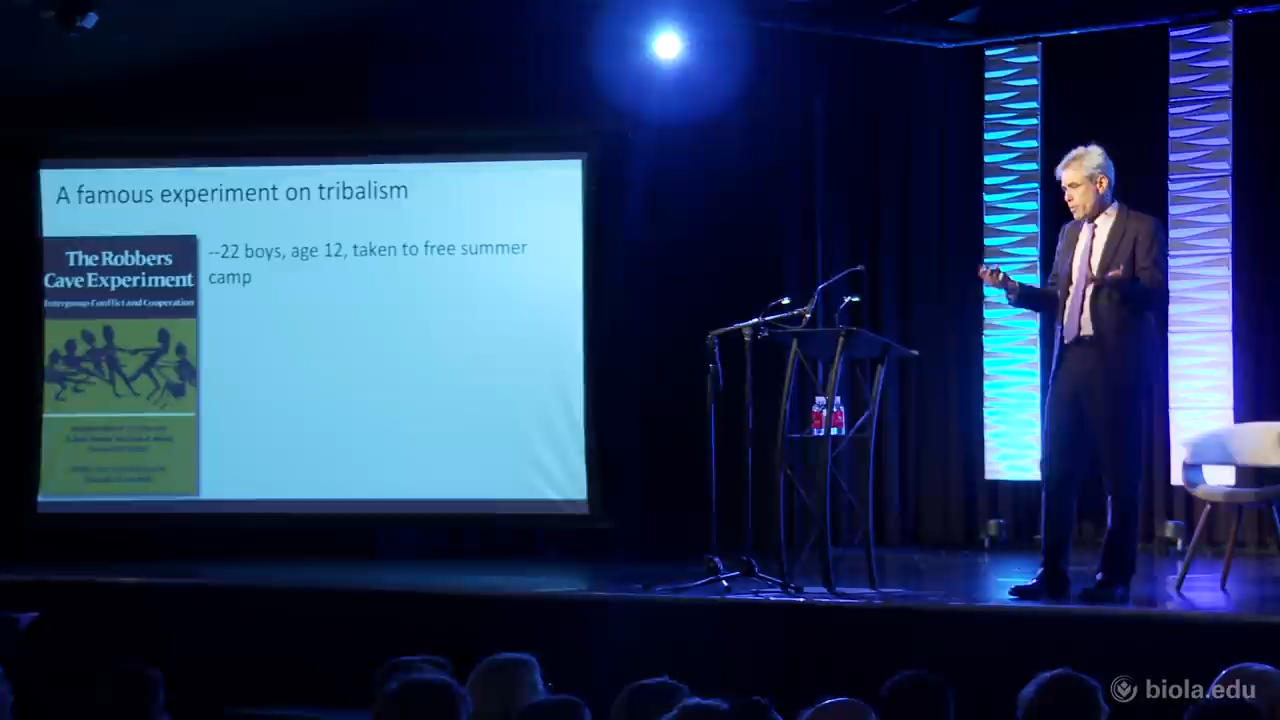 A famous experiment on tribalism
The Robbers
Cave Experiment
Intergroup Conflict and Cooperation
--22 boys, age 12, taken to free summer
camp
biola.edu